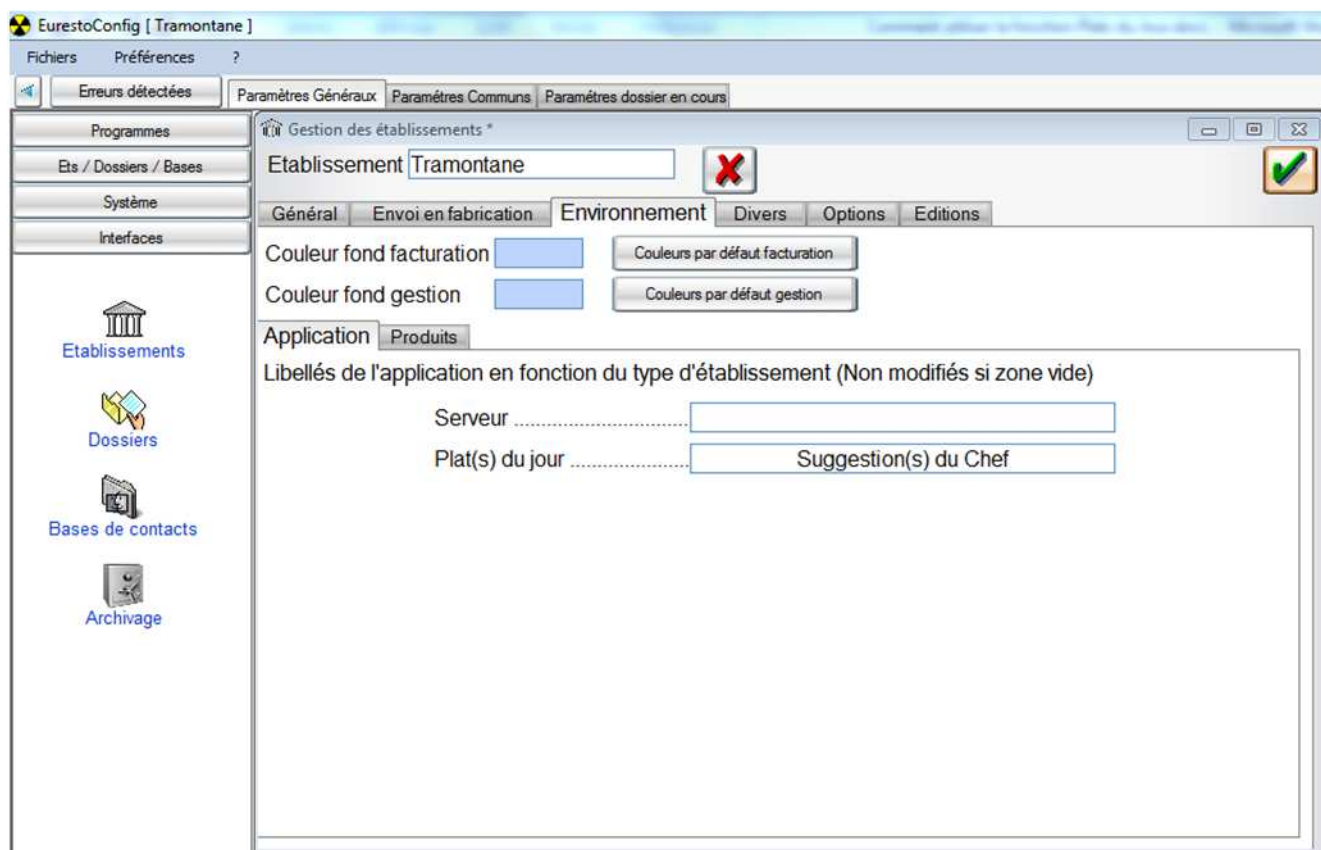 EurestoConfig [ Tramontane ]
Fichiers Préférences ?
Erreurs détectées Paramètres Généraux Paramètres Communs Paramètres dossier en cours
Programmes
Ets / Dossiers / Bases
Système
Interfaces
Etablissements
Dossiers
Bases de contacts
Archivage
Gestion des établissements *
Etablissement Tramontane
Général Envoi en fabrication Environnement Divers Options Editions
Couleur fond facturation Couleurs par défaut facturation
Couleur fond gestion Couleurs par défaut gestion
Application Produits
Libellés de l'application en fonction du type d'établissement (Non modifiés si zone vide)
Serveur ................................
Plat(s) du jour ...................... Suggestion(s) du Chef